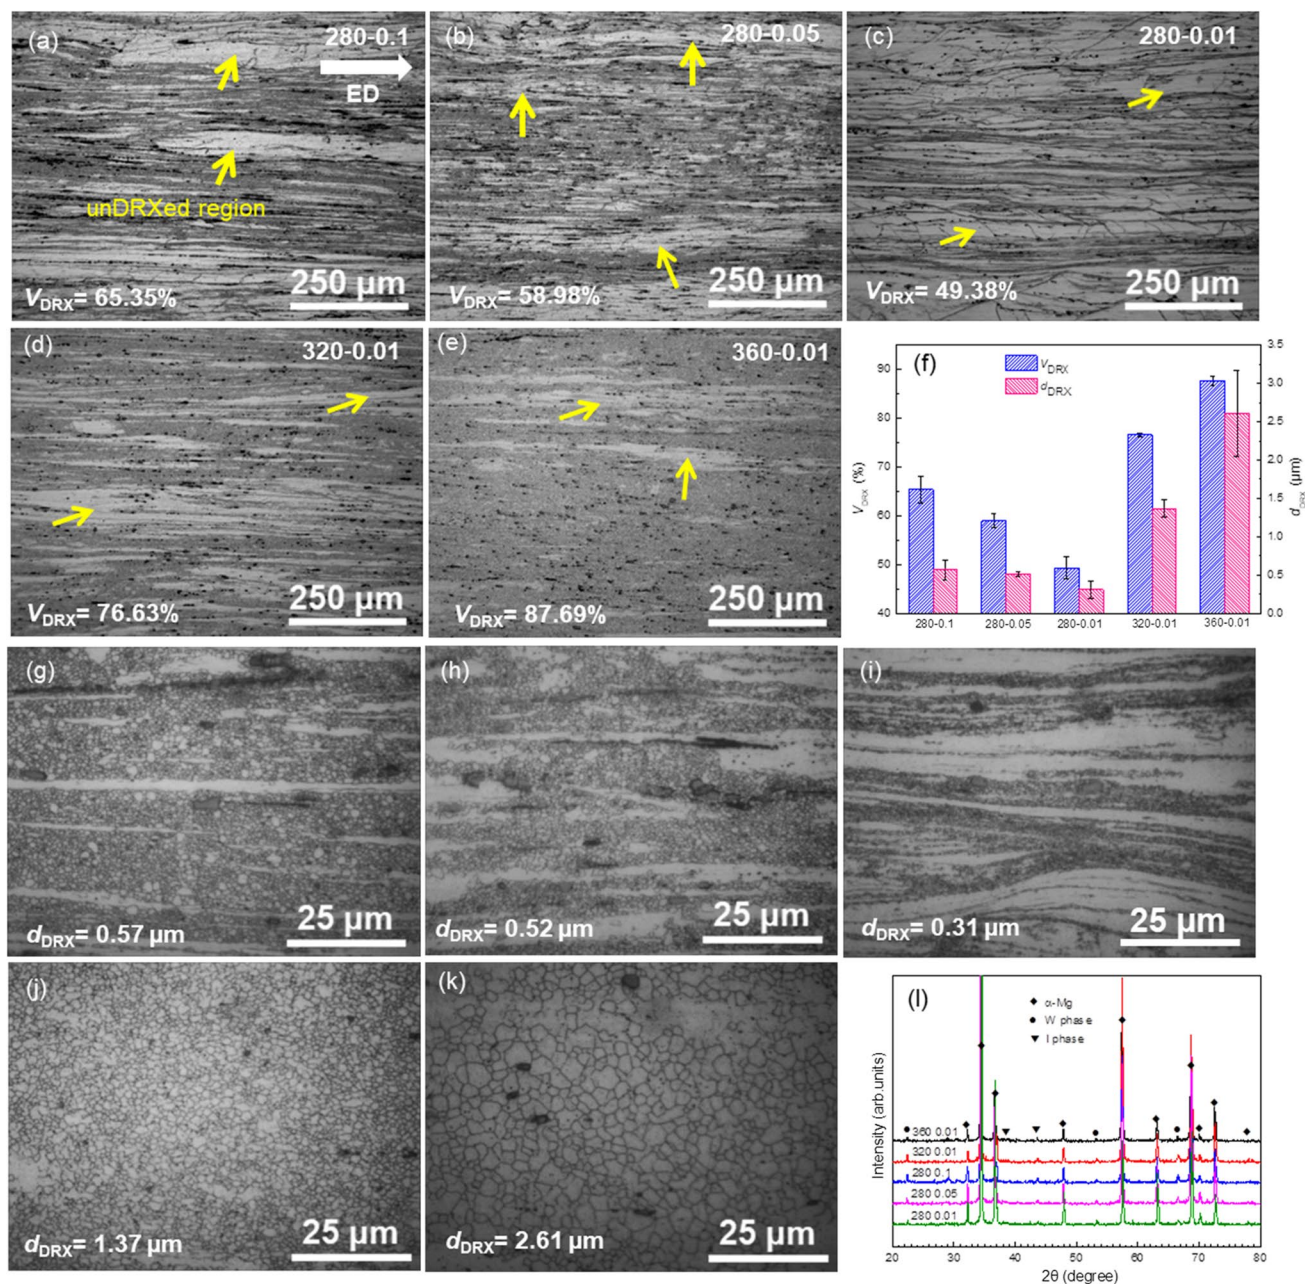 (a)
280-0.1
ED
unDRXed region
250 µm
VDRX= 65.35%
(b)
280-0.05
250 µm
VDRX= 58.98%
(c)
280-0.01
250 µm
VDRX= 49.38%
(d)
320-0.01
250 µm
VDRX= 76.63%
(e)
360-0.01
250 µm
VDRX= 87.69%
(f)
VDRX
dDRX
90
80
70
60
50
40
VDRX (%)
3.5
3.0
2.5
2.0
1.5
1.0
0.5
0.0
dDRX (µm)
280-0.1 280-0.05 280-0.01 320-0.01 360-0.01
(g)
25 µm
dDRX= 0.57 µm
(h)
25 µm
dDRX= 0.52 µm
(i)
25 µm
dDRX= 0.31 µm
(j)
25 µm
dDRX= 1.37 µm
(k)
25 µm
dDRX= 2.61 µm
(l)
α-Mg
W phase
I phase
Intensity (arb.units)
360 0.01
320 0.01
280 0.1
280 0.05
280 0.01
20 30 40 50 60 70 80
2θ (degree)